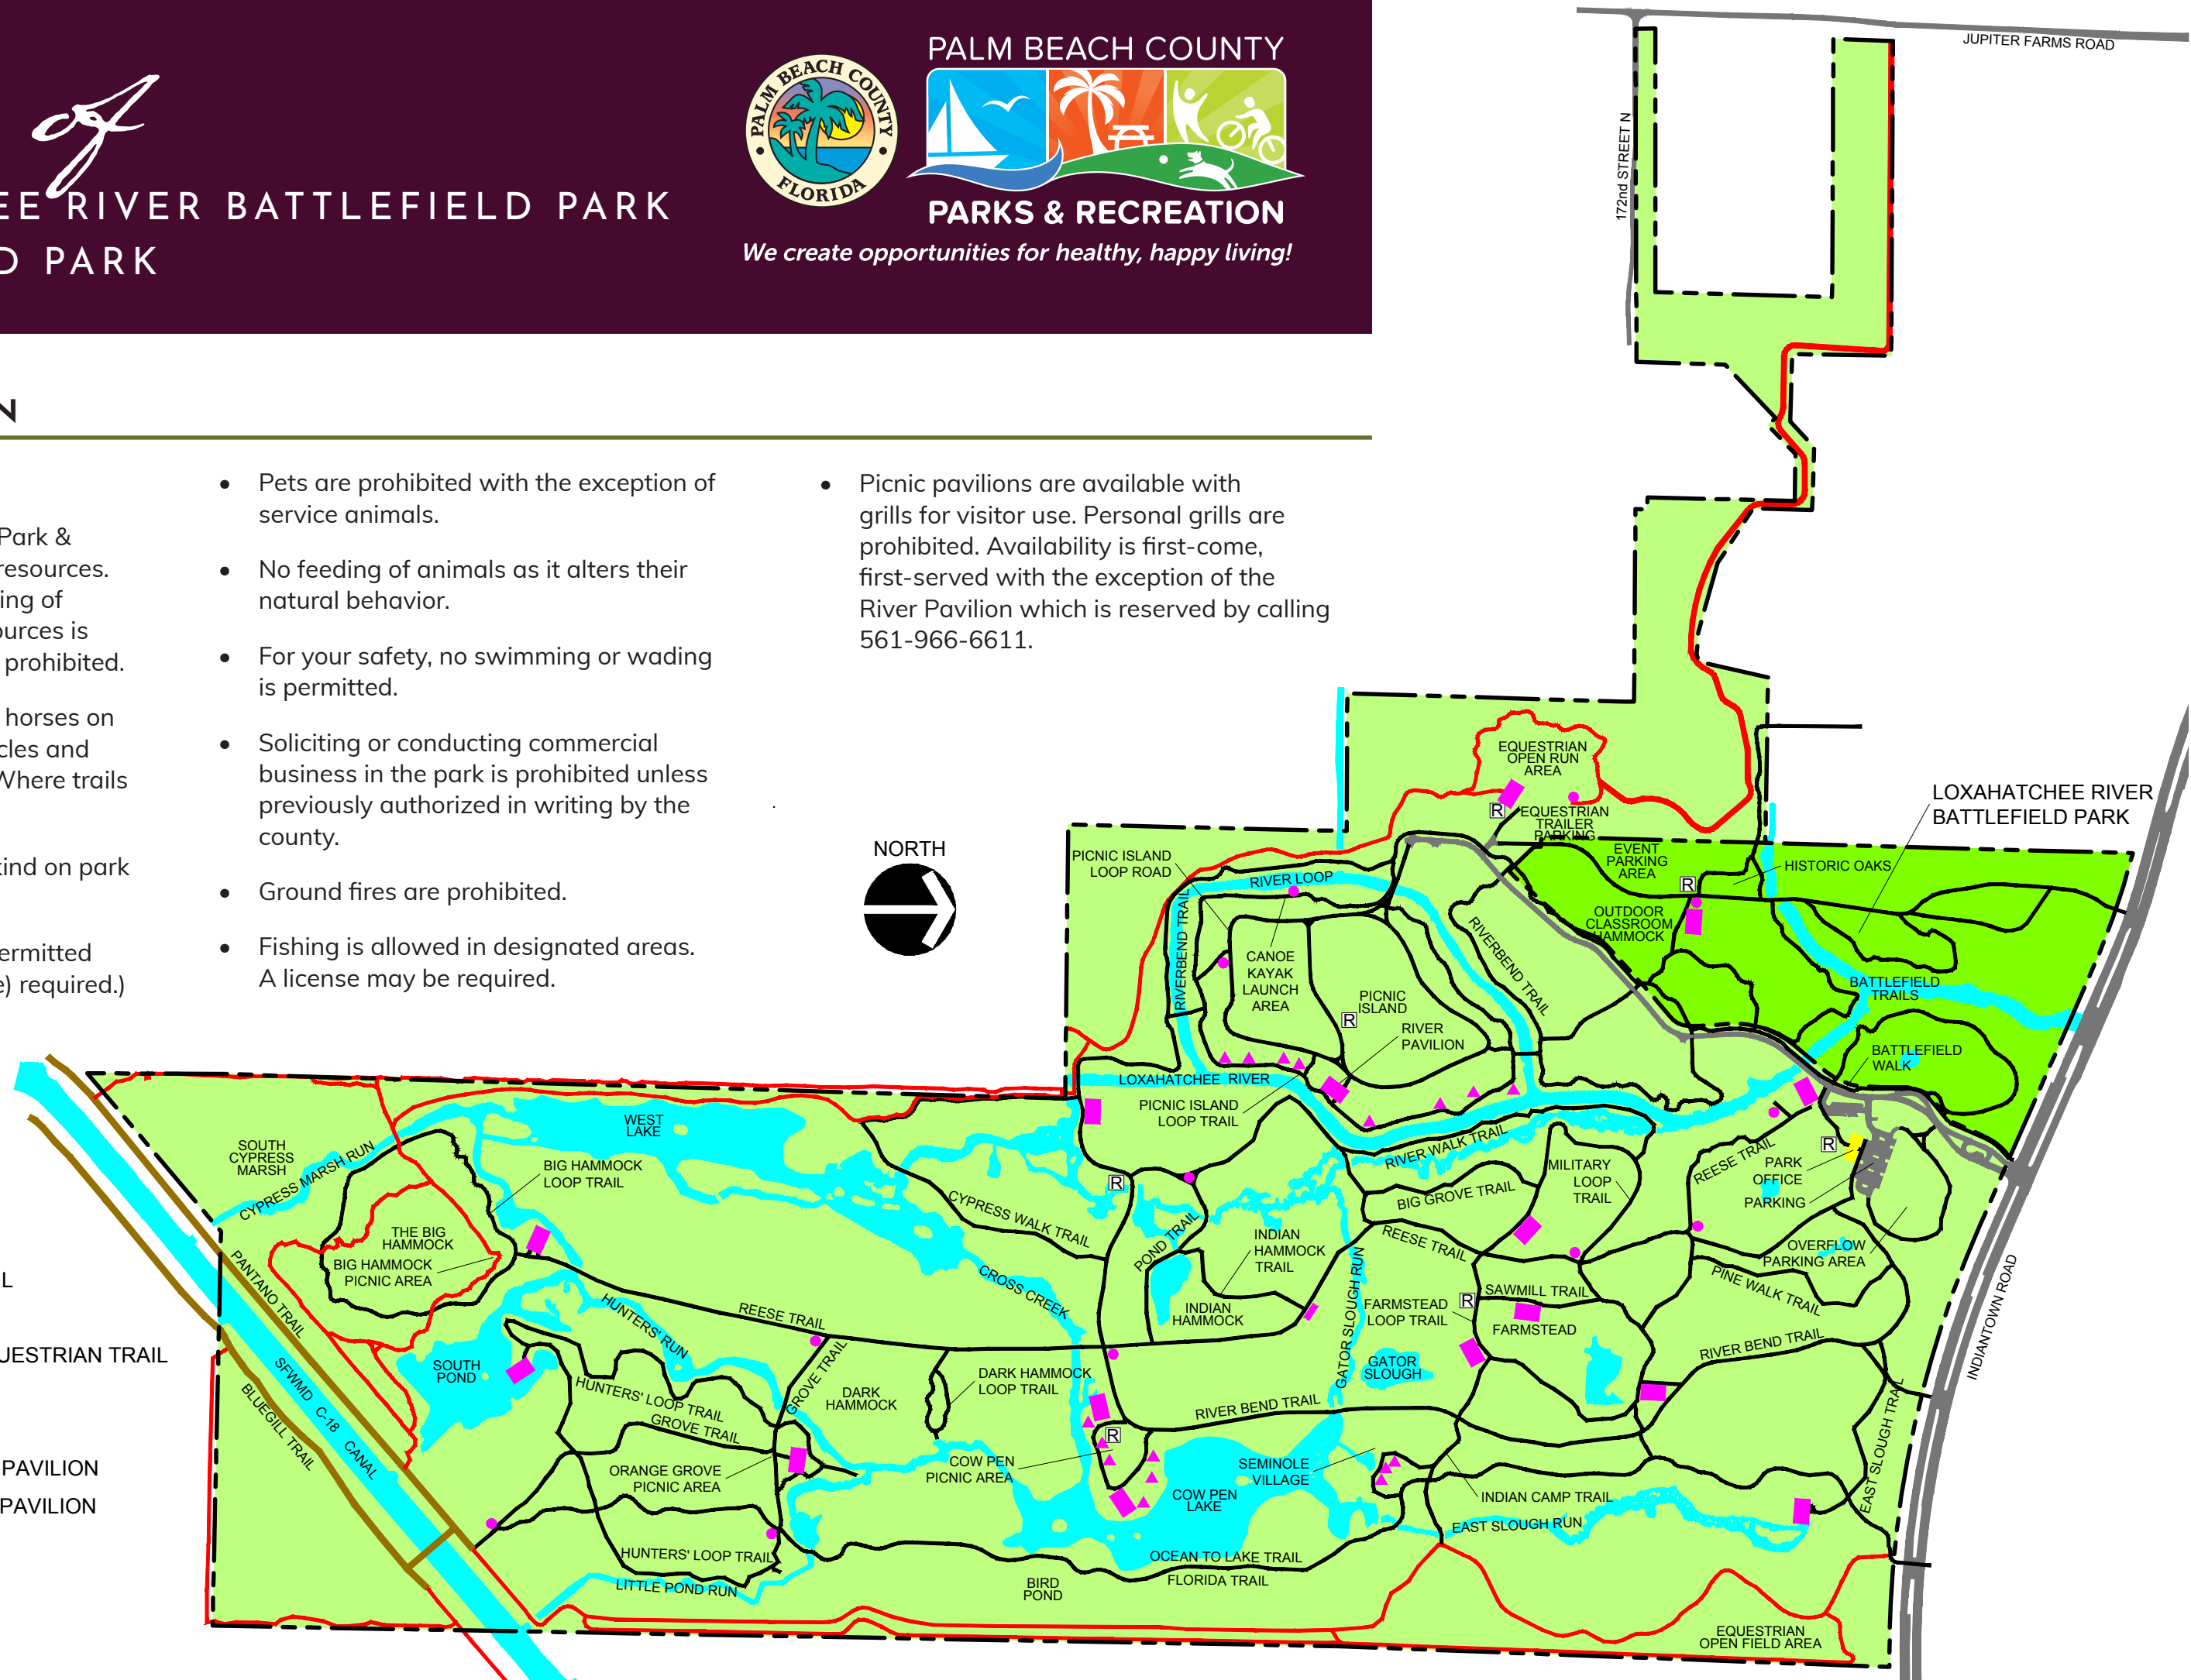 of
EE RIVER BATTLEFIELD PARK
D PARK
PALM BEACH COUNTY
FLORIDA
PALM BEACH COUNTY
PARKS & RECREATION
We create opportunities for healthy, happy living!
N
Park &
resources.
ing of
ources is
prohibited.
horses on
cles and
Where trails
kind on park
ermitted
e) required.)
• Pets are prohibited with the exception of
service animals.
• No feeding of animals as it alters their
natural behavior.
• For your safety, no swimming or wading
is permitted.
• Soliciting or conducting commercial
business in the park is prohibited unless
previously authorized in writing by the
county.
• Ground fires are prohibited.
• Fishing is allowed in designated areas.
A license may be required.
• Picnic pavilions are available with
grills for visitor use. Personal grills are
prohibited. Availability is first-come,
first-served with the exception of the
River Pavilion which is reserved by calling
561-966-6611.
NORTH
L
UESTRIAN TRAIL
PAVILION
PAVILION
JUPITER FARMS ROAD
172nd STREET N
EQUESTRIAN
OPEN RUN
AREA
R
EQUESTRIAN
TRAILER
PARKING
LOXAHATCHEE RIVER
BATTLEFIELD PARK
EVENT
PARKING
AREA
HISTORIC OAKS
R
OUTDOOR
CLASSROOM
HAMMOCK
BATTLEFIELD
TRAILS
BATTLEFIELD
WALK
PICNIC ISLAND
LOOP ROAD
RIVER LOOP
RIVERBEND TRAIL
RIVERBEND TRAIL
CANOE
KAYAK
LAUNCH
AREA
PICNIC
ISLAND
R
RIVER
PAVILION
LOXAHATCHEE RIVER
PICNIC ISLAND
LOOP TRAIL
RIVER WALK TRAIL
MILITARY
LOOP
TRAIL
BIG GROVE TRAIL
REESE TRAIL
REESE TRAIL
R
PARK
OFFICE
PARKING
OVERFLOW
PARKING AREA
PINE WALK TRAIL
INDIANTOWN ROAD
SOUTH
CYPRESS
MARSH
CYPRESS MARSH RUN
WEST
LAKE
BIG HAMMOCK
LOOP TRAIL
THE BIG
HAMMOCK
BIG HAMMOCK
PICNIC AREA
PANTANO TRAIL
SFWMD C-18 CANAL
BLUEGILL TRAIL
R
CYPRESS WALK TRAIL
POND TRAIL
INDIAN
HAMMOCK
TRAIL
INDIAN
HAMMOCK
CROSS CREEK
GATOR SLOUGH RUN
R
FARMSTEAD
LOOP TRAIL
SAWMILL TRAIL
FARMSTEAD
GATOR
SLOUGH
RIVER BEND TRAIL
EAST SLOUGH TRAIL
HUNTERS' RUN
REESE TRAIL
SOUTH
POND
HUNTERS' LOOP TRAIL
GROVE TRAIL
GROVE TRAIL
DARK
HAMMOCK
DARK HAMMOCK
LOOP TRAIL
RIVER BEND TRAIL
R
ORANGE GROVE
PICNIC AREA
COW PEN
PICNIC AREA
COW PEN
LAKE
SEMINOLE
VILLAGE
INDIAN CAMP TRAIL
EAST SLOUGH RUN
HUNTERS' LOOP TRAIL
LITTLE POND RUN
OCEAN TO LAKE TRAIL
FLORIDA TRAIL
BIRD
POND
EQUESTRIAN
OPEN FIELD AREA